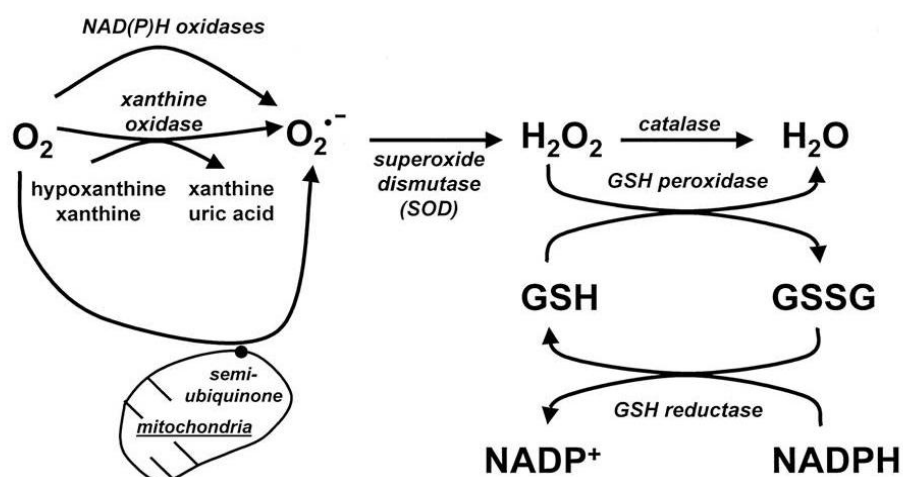 NAD(P)H oxidases
xanthine
oxidase
O₂
O₂•−
hypoxanthine
xanthine
xanthine
uric acid
superoxide
dismutase
(SOD)
H₂O₂
catalase
H₂O
GSH peroxidase
GSH
GSSG
semi-
ubiquinone
mitochondria
GSH reductase
NADP⁺
NADPH